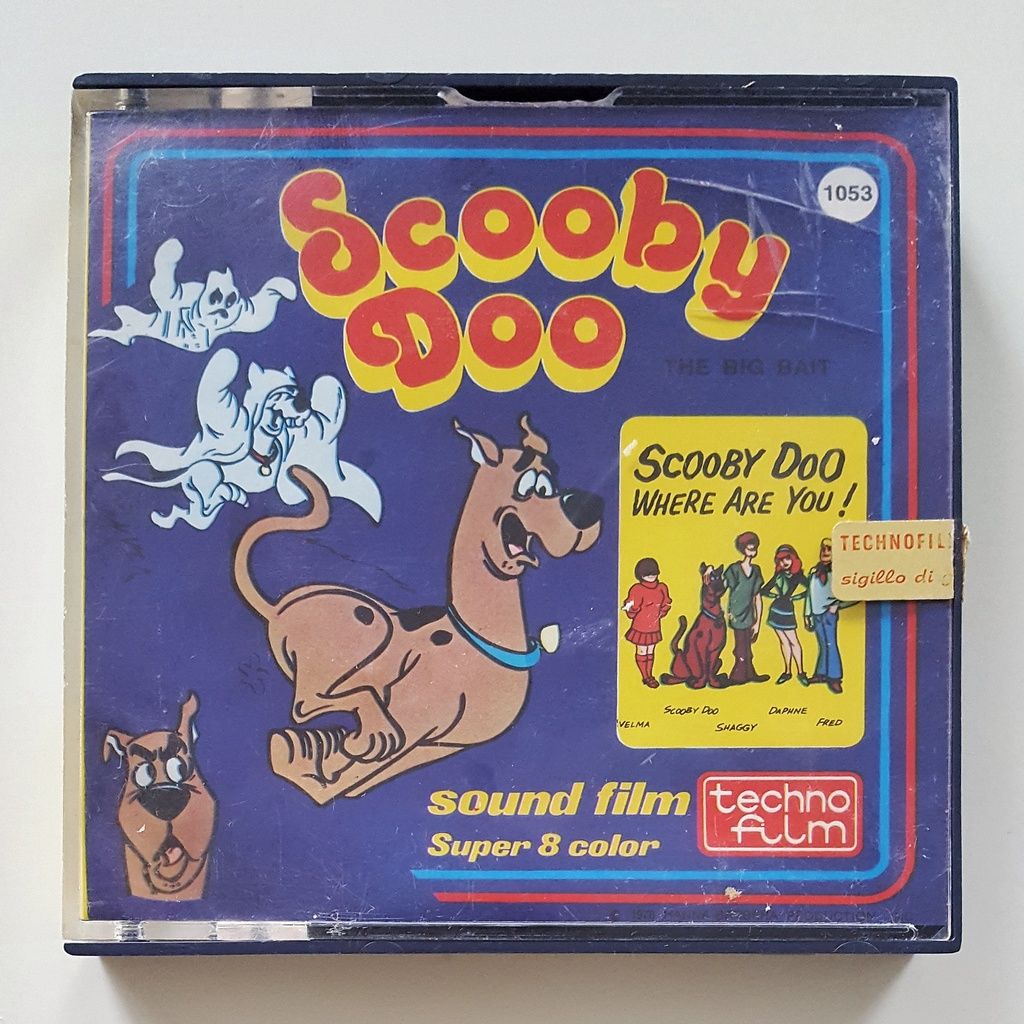 Scooby
Doo
1053
THE BIG BAIT
SCOOBY DOO
WHERE ARE YOU!
TECHNOFIL
sigillo di
VELMA
SCOOBY DOO
SHAGGY
DAPHNE
FRED
sound film
Super 8 color
techno
film